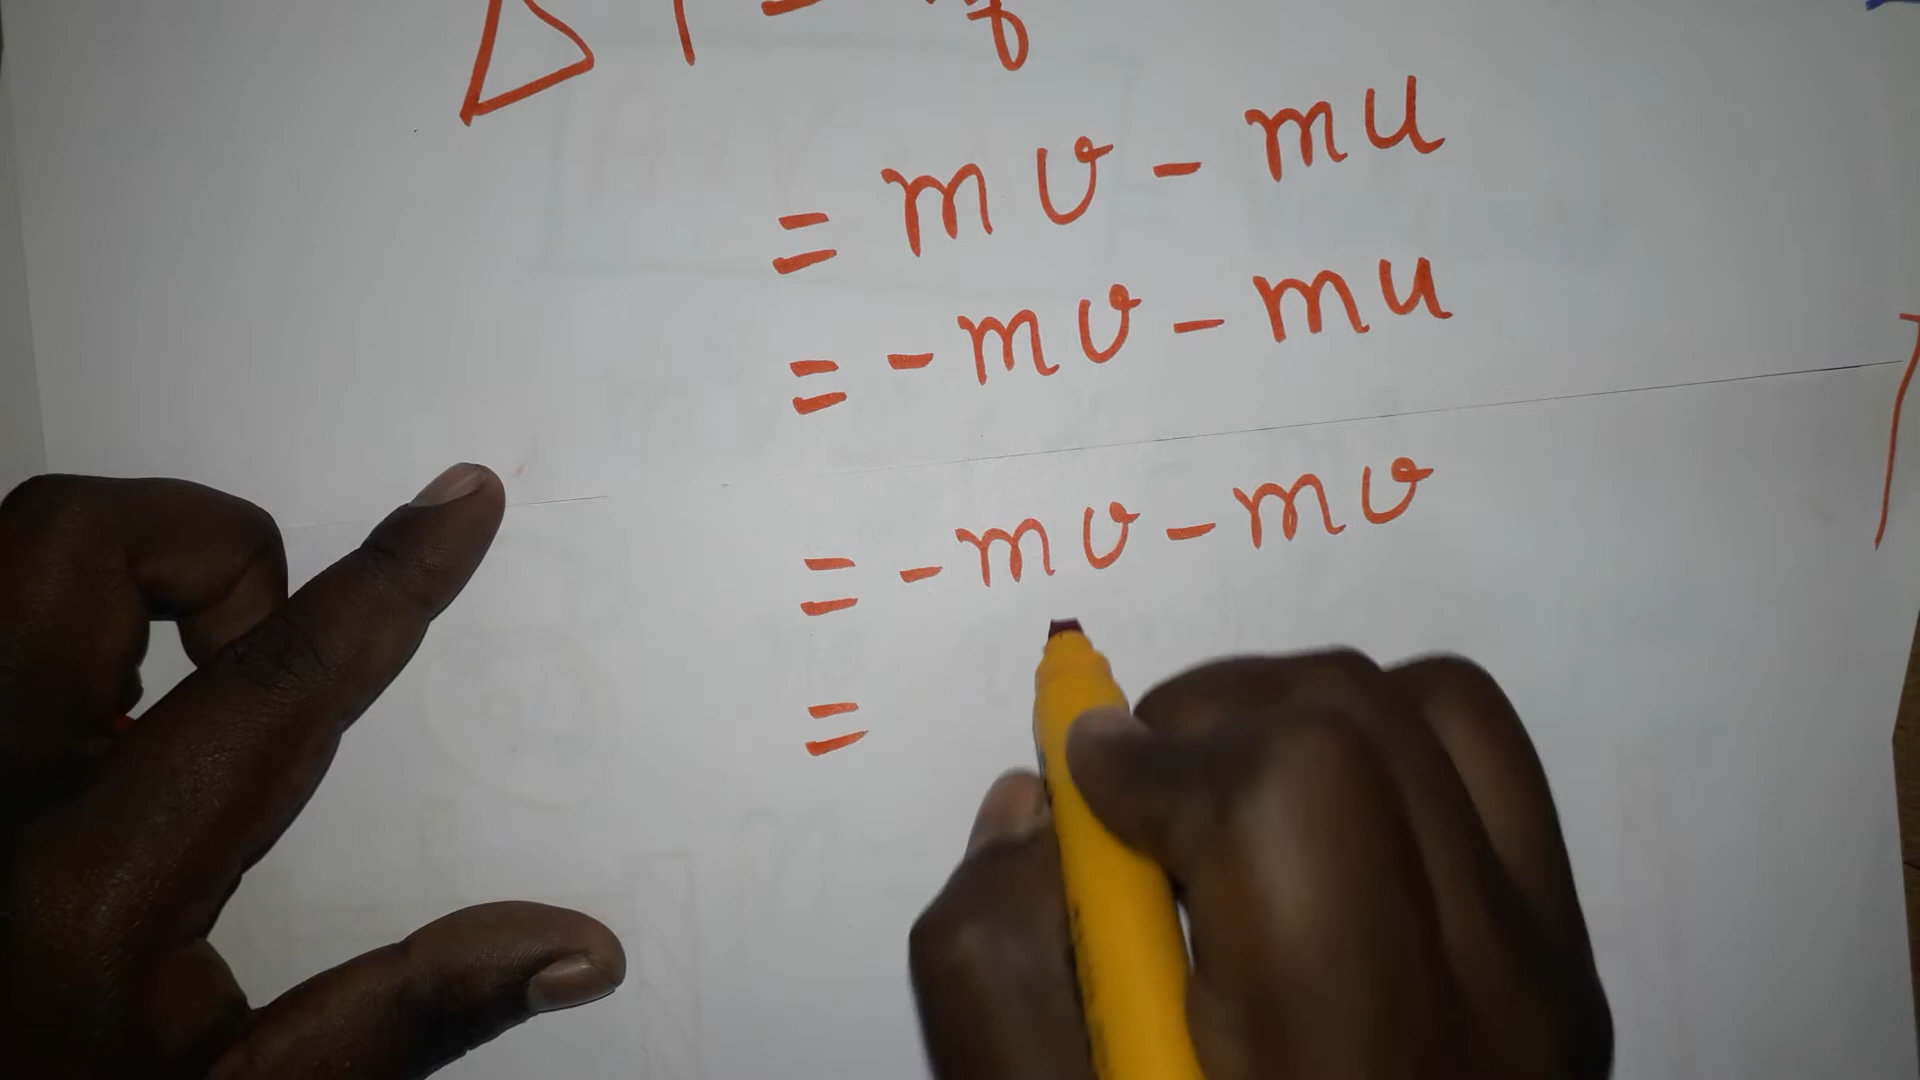 Δ P =
= mv - mu
= - mv - mu
= - mv - mv
=